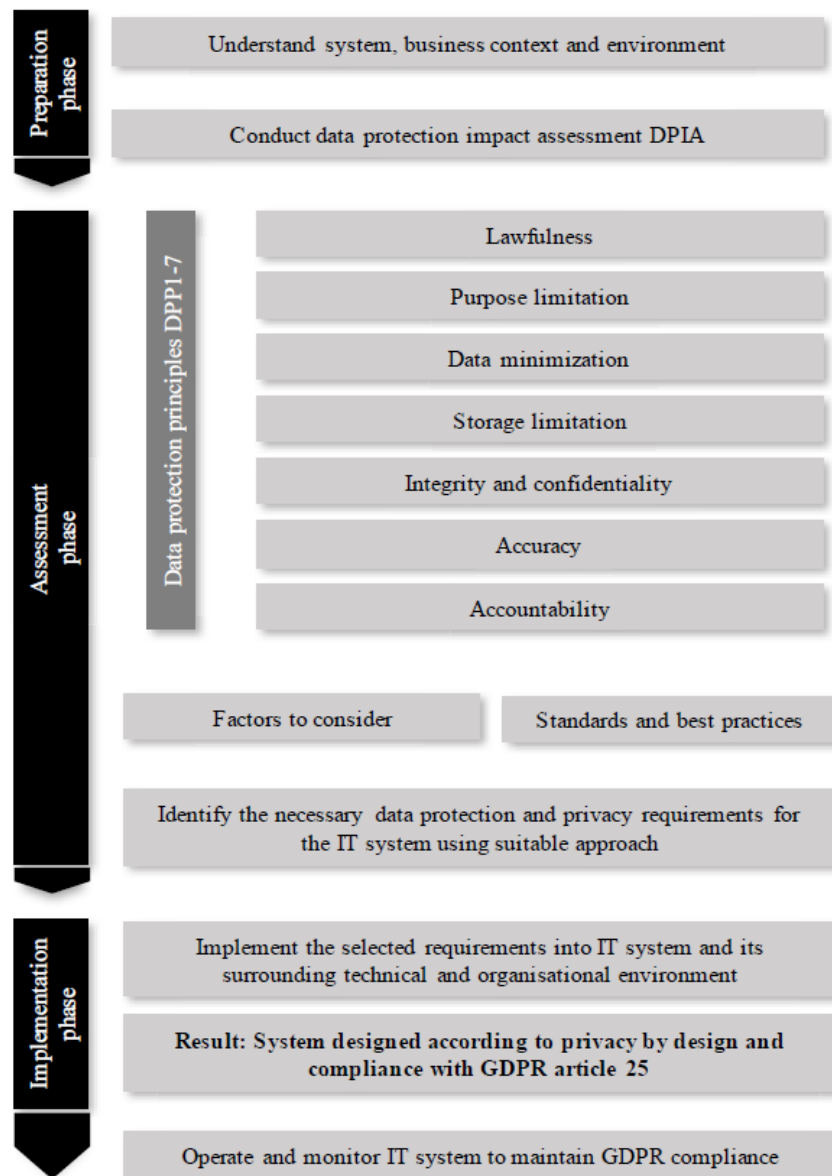 Preparation
phase
Understand system, business context and environment
Conduct data protection impact assessment DPIA
Assessment
phase
Data protection principles DPP1-7
Lawfulness
Purpose limitation
Data minimization
Storage limitation
Integrity and confidentiality
Accuracy
Accountability
Factors to consider
Standards and best practices
Identify the necessary data protection and privacy requirements for
the IT system using suitable approach
Implementation
phase
Implement the selected requirements into IT system and its
surrounding technical and organisational environment
Result: System designed according to privacy by design and
compliance with GDPR article 25
Operate and monitor IT system to maintain GDPR compliance